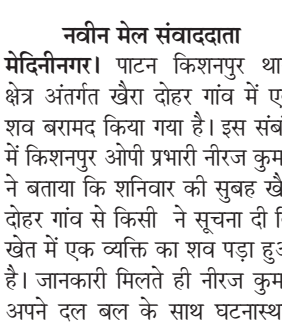 नवीन मेल संवाददाता
मेदिनीनगर। पाटन किशनपुर था
क्षेत्र अंतर्गत खैरा दोहर गांव में ए
शव बरामद किया गया है। इस संबं
में किशनपुर ओपी प्रभारी नीरज कुम
ने बताया कि शनिवार की सुबह खै
दोहर गांव से किसी ने सूचना दी
खेत में एक व्यक्ति का शव पड़ा हुअ
है। जानकारी मिलते ही नीरज कुम
अपने दल बल के साथ घटनास्थ